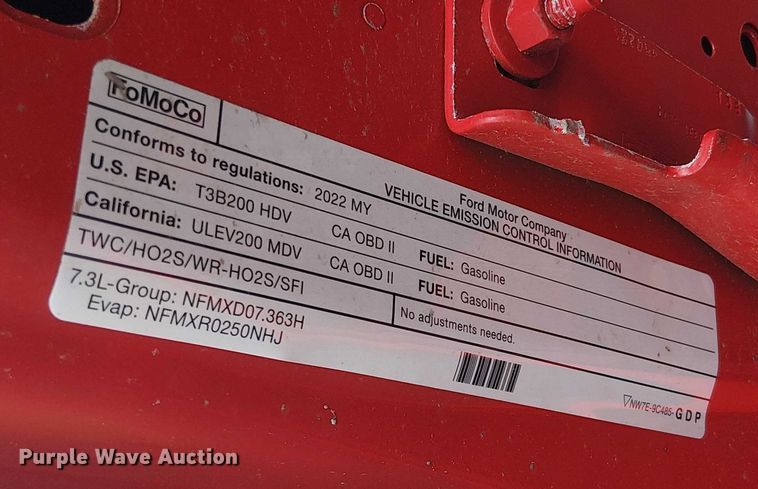 FoMoCo
Ford Motor Company
VEHICLE EMISSION CONTROL INFORMATION
Conforms to regulations: 2022 MY
U.S. EPA: T3B200 HDV CA OBD II FUEL: Gasoline
California: ULEV200 MDV CA OBD II FUEL: Gasoline
TWC/HO2S/WR-HO2S/SFI
No adjustments needed.
7.3L-Group: NFMXD07.363H
Evap: NFMXR0250NHJ
NW7E-9C485-GDP
Purple Wave Auction